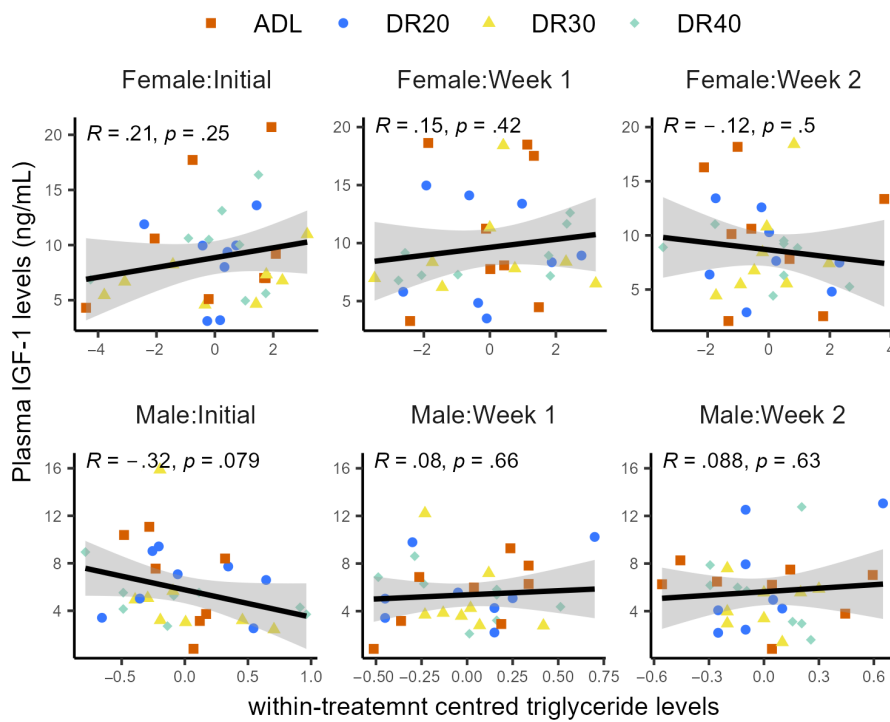 ADL DR20 DR30 DR40
Female:Initial Female:Week 1 Female:Week 2
R = .21, p = .25 R = .15, p = .42 R = −.12, p = .5
20 15 10 5
−4 −2 0 2
20 15 10 5
−2 0 2
20 15 10 5
−2 0 2 4
Plasma IGF-1 levels (ng/mL)
Male:Initial Male:Week 1 Male:Week 2
R = −.32, p = .079 R = .08, p = .66 R = .088, p = .63
16 12 8 4
−0.5 0.0 0.5 1.0
16 12 8 4
−0.50 −0.25 0.00 0.25 0.50 0.75
16 12 8 4
−0.6 −0.3 0.0 0.3 0.6
within-treatemnt centred triglyceride levels